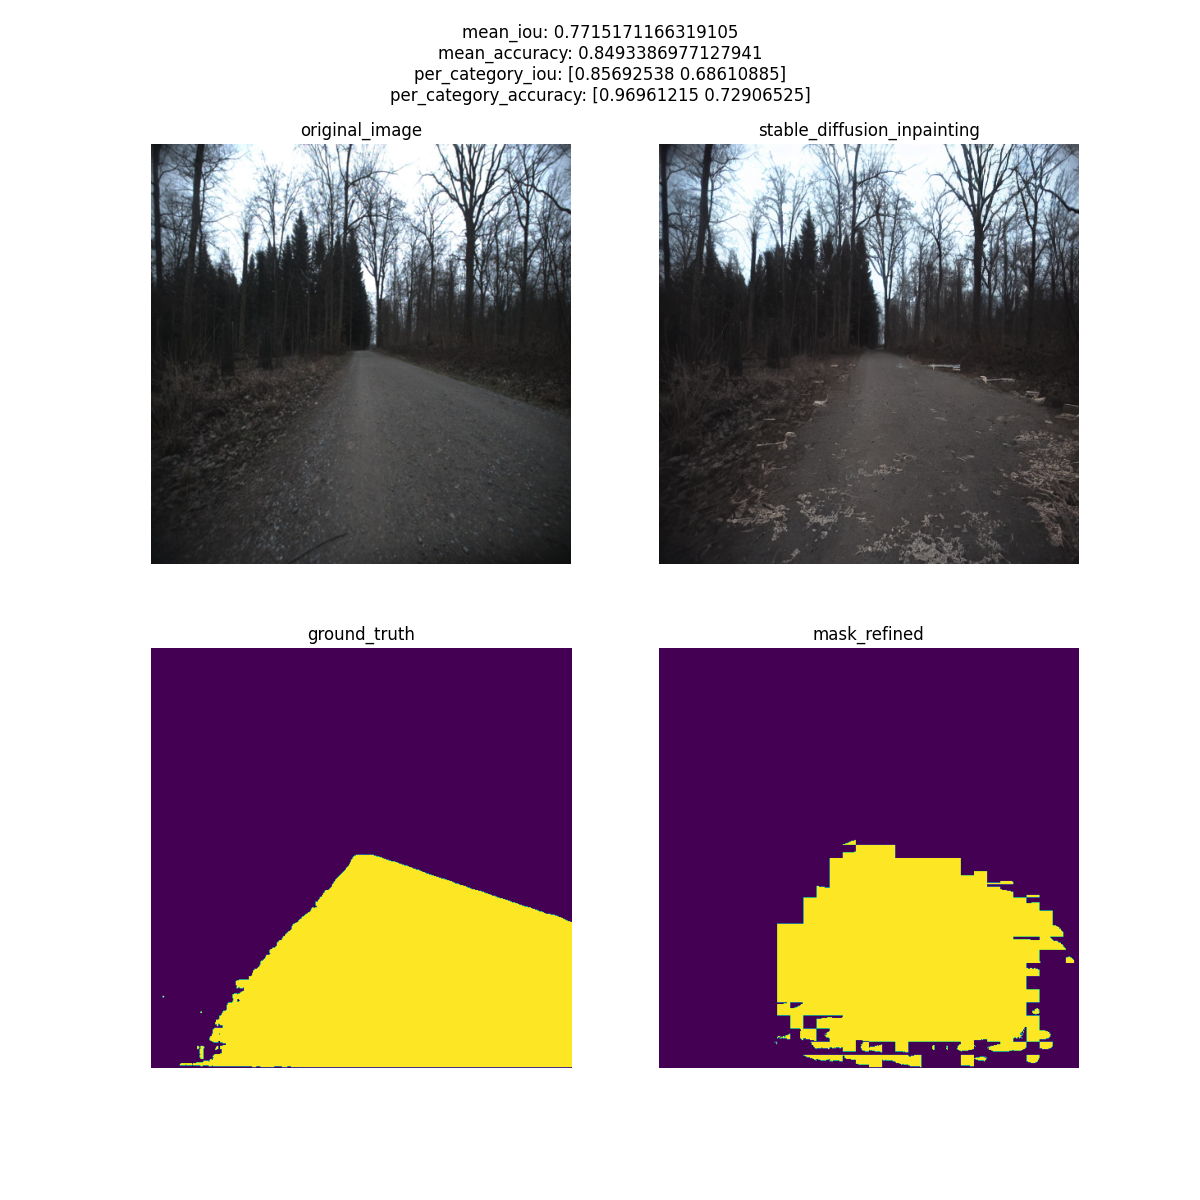 mean_iou: 0.7715171166319105
mean_accuracy: 0.8493386977127941
per_category_iou: [0.85692538 0.68610885]
per_category_accuracy: [0.96961215 0.72906525]
original_image
stable_diffusion_inpainting
ground_truth
mask_refined